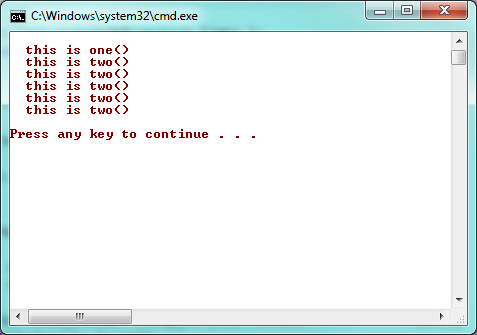 C:\Windows\system32\cmd.exe
this is one()
this is two()
this is two()
this is two()
this is two()
this is two()
Press any key to continue . . .